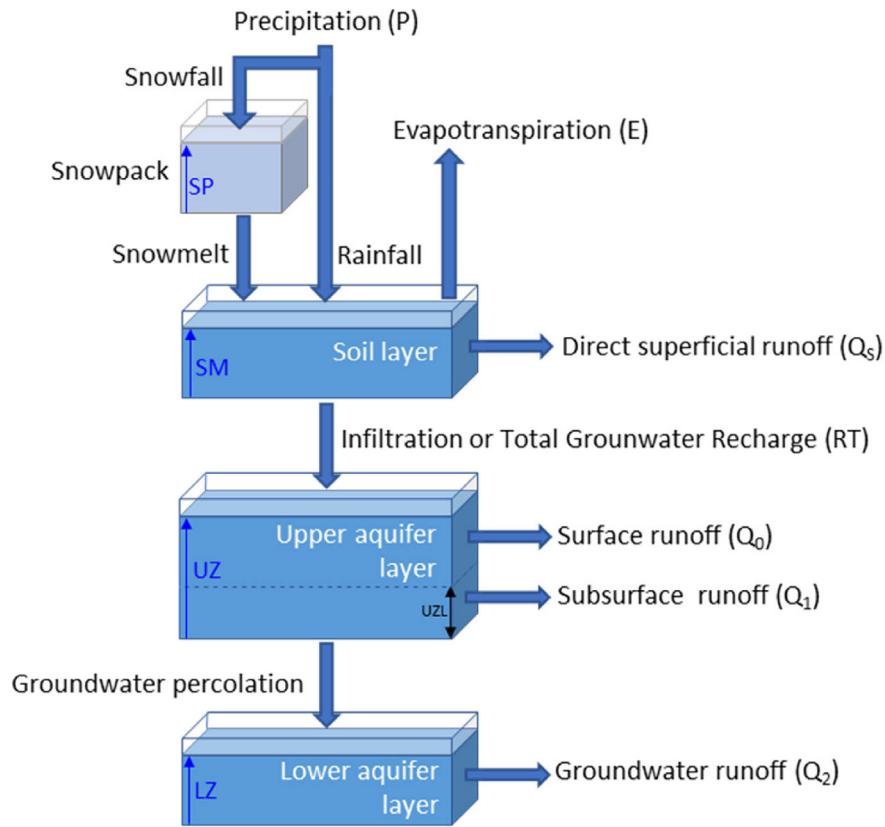 Precipitation (P)
Snowfall
Evapotranspiration (E)
Snowpack
SP
Snowmelt
Rainfall
Soil layer
SM
Direct superficial runoff (QS)
Infiltration or Total Grounwater Recharge (RT)
Upper aquifer
layer
Surface runoff (Q0)
UZ
UZL
Subsurface runoff (Q1)
Groundwater percolation
Lower aquifer
layer
LZ
Groundwater runoff (Q2)